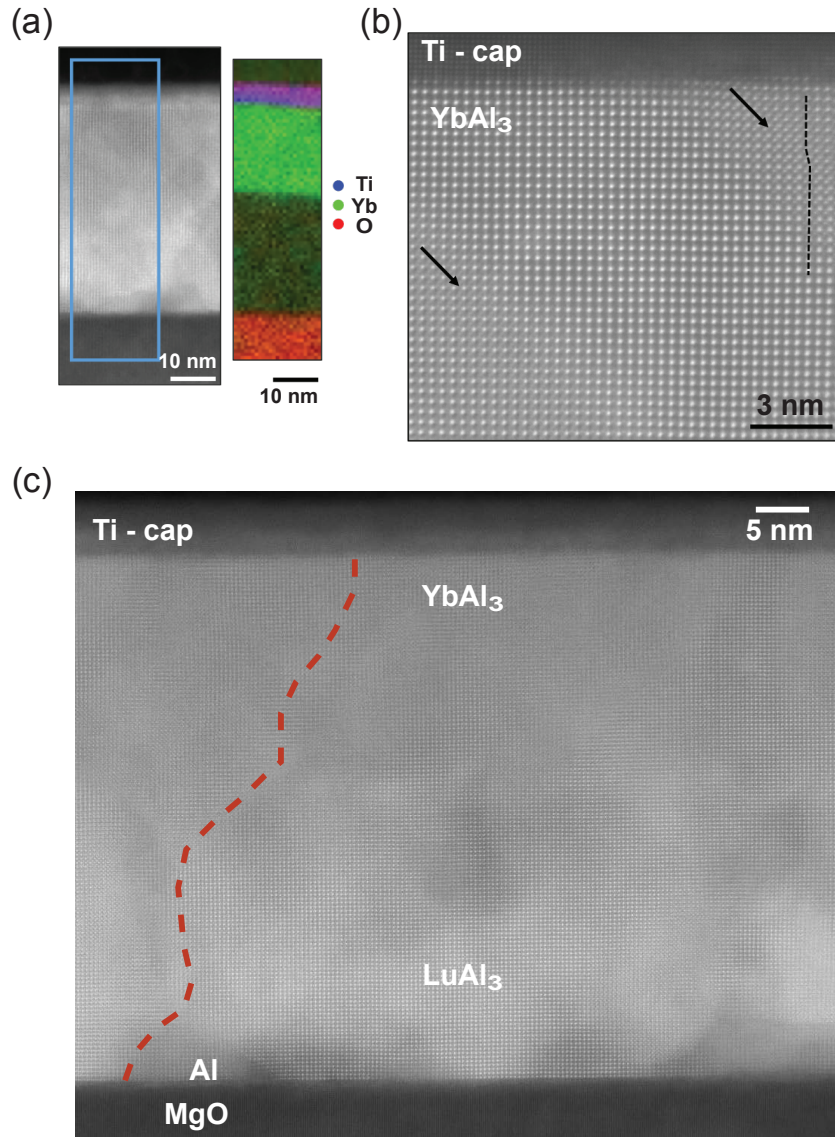 (a)
10 nm
Ti
Yb
O
10 nm
(b)
Ti - cap
YbAl₃
3 nm
(c)
Ti - cap
5 nm
YbAl₃
LuAl₃
Al
MgO